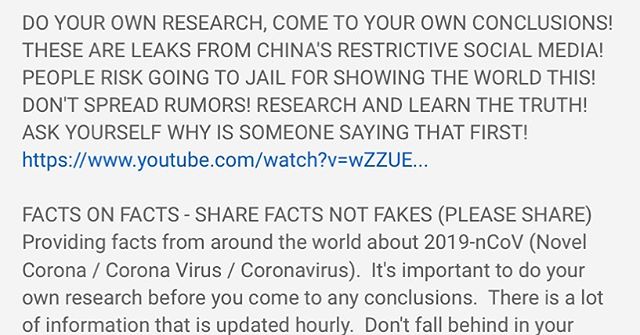 DO YOUR OWN RESEARCH, COME TO YOUR OWN CONCLUSIONS!
THESE ARE LEAKS FROM CHINA'S RESTRICTIVE SOCIAL MEDIA!
PEOPLE RISK GOING TO JAIL FOR SHOWING THE WORLD THIS!
DON'T SPREAD RUMORS! RESEARCH AND LEARN THE TRUTH!
ASK YOURSELF WHY IS SOMEONE SAYING THAT FIRST!
https://www.youtube.com/watch?v=wZZUE...
FACTS ON FACTS - SHARE FACTS NOT FAKES (PLEASE SHARE)
Providing facts from around the world about 2019-nCoV (Novel
Corona / Corona Virus / Coronavirus).  It's important to do your
own research before you come to any conclusions.  There is a lot
of information that is updated hourly.  Don't fall behind in your